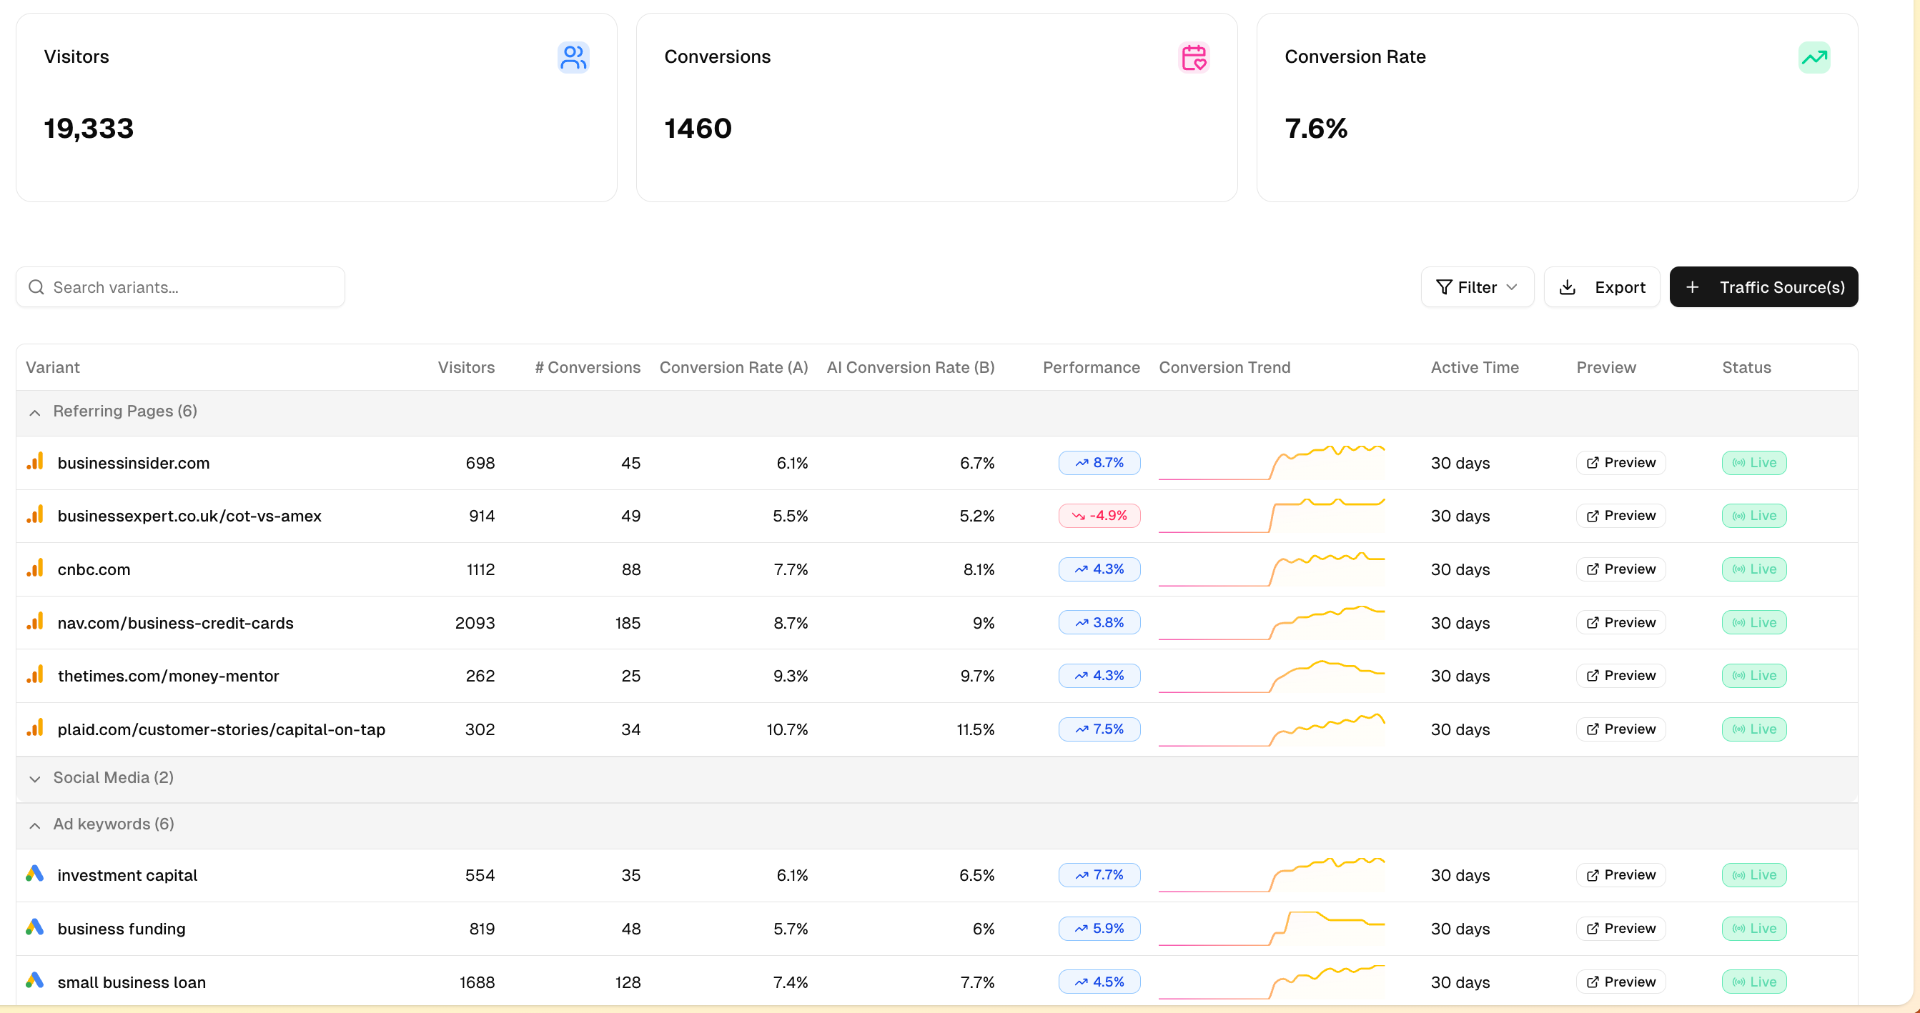 Visitors
19,333
Conversions
1460
Conversion Rate
7.6%
Search variants...
Filter Export Traffic Source(s)
Variant Visitors # Conversions Conversion Rate (A) AI Conversion Rate (B) Performance Conversion Trend Active Time Preview Status
Referring Pages (6)
businessinsider.com 698 45 6.1% 6.7% 8.7% 30 days Preview Live
businessexpert.co.uk/cot-vs-amex 914 49 5.5% 5.2% -4.9% 30 days Preview Live
cnbc.com 1112 88 7.7% 8.1% 4.3% 30 days Preview Live
nav.com/business-credit-cards 2093 185 8.7% 9% 3.8% 30 days Preview Live
thetimes.com/money-mentor 262 25 9.3% 9.7% 4.3% 30 days Preview Live
plaid.com/customer-stories/capital-on-tap 302 34 10.7% 11.5% 7.5% 30 days Preview Live
Social Media (2)
Ad keywords (6)
investment capital 554 35 6.1% 6.5% 7.7% 30 days Preview Live
business funding 819 48 5.7% 6% 5.9% 30 days Preview Live
small business loan 1688 128 7.4% 7.7% 4.5% 30 days Preview Live